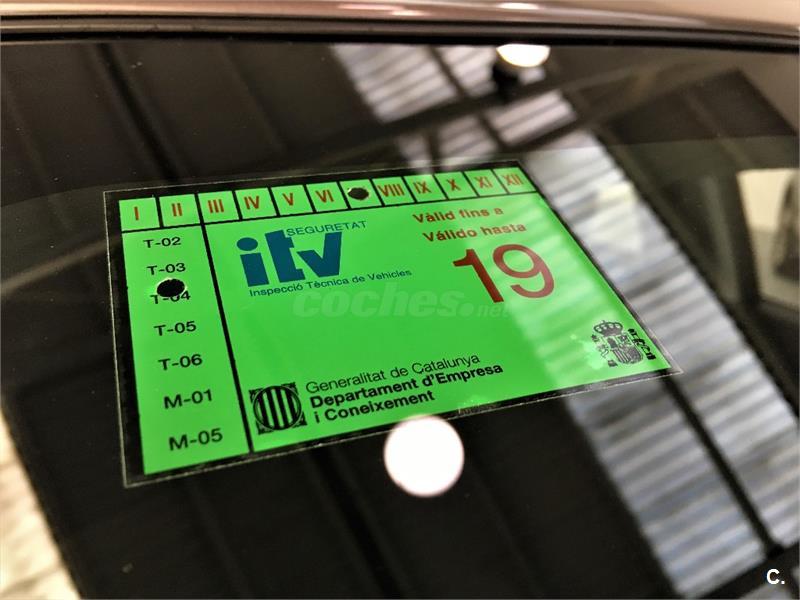 I II III IV V VI VIII IX X XI XII
T-02
T-03
T-04
T-05
T-06
M-01
M-05
SEGURETAT
itv
Inspecció Tècnica de Vehicles
Vàlid fins a
Válido hasta
19
coches.net
Generalitat de Catalunya
Departament d'Empresa
i Coneixement
C.